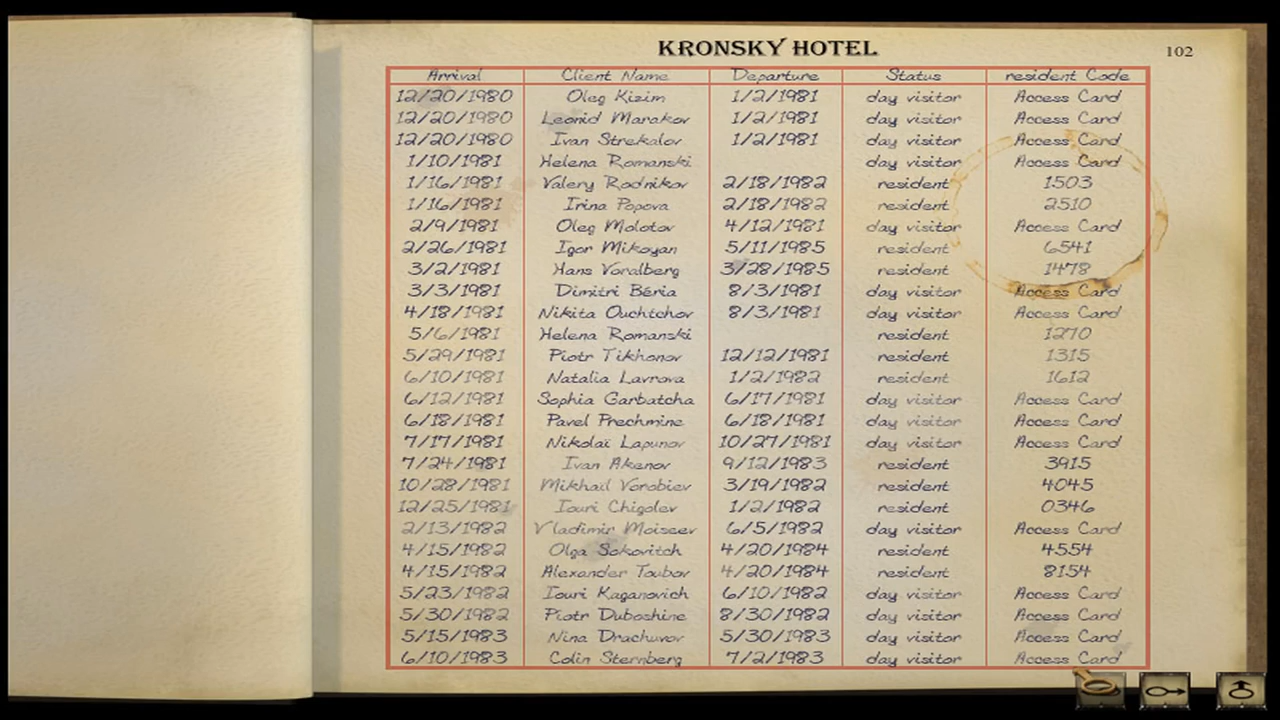 KRONSKY HOTEL 102
Arrival Client Name Departure Status resident Code
12/20/1980 Oleg Kizim 1/2/1981 day visitor Access Card
12/20/1980 Leonid Marakov 1/2/1981 day visitor Access Card
12/20/1980 Ivan Strekalov 1/2/1981 day visitor Access Card
1/10/1981 Helena Romanski day visitor Access Card
1/16/1981 Valery Rodnikov 2/18/1982 resident 1503
1/16/1981 Irina Popova 2/18/1982 resident 2510
2/9/1981 Oleg Molotov 4/12/1981 day visitor Access Card
2/26/1981 Igor Mikoyan 5/11/1985 resident 6541
3/2/1981 Hans Voralberg 3/28/1985 resident 1478
3/3/1981 Dimitri Béria 8/3/1981 day visitor Access Card
4/18/1981 Nikita Ouchtchov 8/3/1981 day visitor Access Card
5/6/1981 Helena Romanski resident 1270
5/29/1981 Piotr Tikhonov 12/12/1981 resident 1315
6/10/1981 Natalia Lavrova 1/2/1982 resident 1612
6/12/1981 Sophia Garbatcha 6/17/1981 day visitor Access Card
6/18/1981 Pavel Prechmine 6/18/1981 day visitor Access Card
7/17/1981 Nikolaï Lapunov 10/27/1981 day visitor Access Card
7/24/1981 Ivan Akenov 9/12/1983 resident 3915
10/28/1981 Mikhaïl Vorobiev 3/19/1982 resident 4045
12/25/1981 Iouri Chigolev 1/2/1982 resident 0346
2/13/1982 Vladimir Moiseev 6/5/1982 day visitor Access Card
4/15/1982 Olga Sokovitch 4/20/1984 resident 4554
4/15/1982 Alexander Toubov 4/20/1984 resident 8154
5/23/1982 Iouri Kaganovich 6/10/1982 day visitor Access Card
5/30/1982 Piotr Duboshine 8/30/1982 day visitor Access Card
5/15/1983 Nina Drachuvov 5/30/1983 day visitor Access Card
6/10/1983 Colin Sternberg 7/2/1983 day visitor Access Card